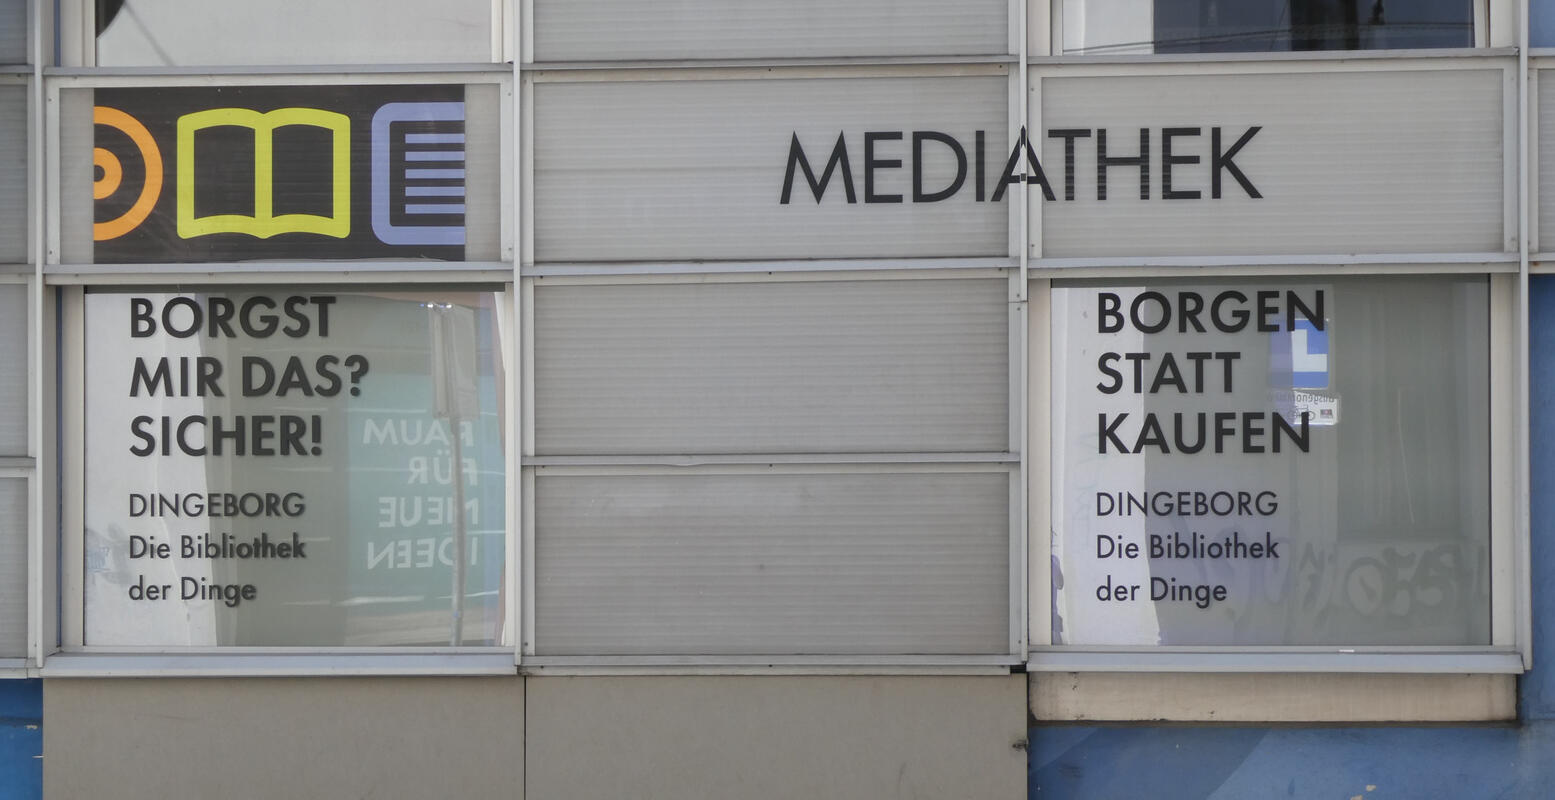 MEDIATHEK
BORGST
MIR DAS?
SICHER!
DINGEBORG
Die Bibliothek
der Dinge
RAUM
FÜR
NEUE
IDEEN
BORGEN
STATT
KAUFEN
DINGEBORG
Die Bibliothek
der Dinge